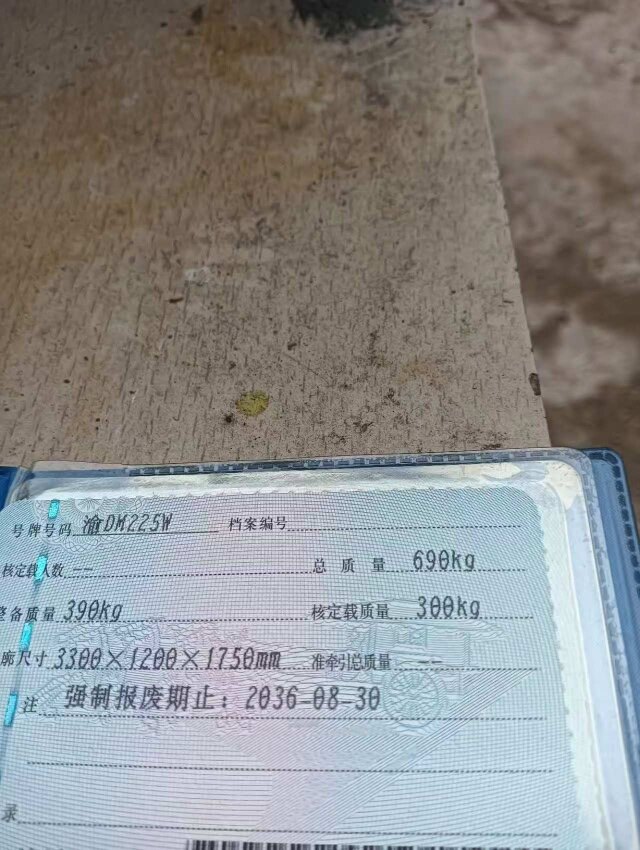 号牌号码 渝DM225W 档案编号
核定载人数 -- 总质量 690kg
整备质量 390kg 核定载质量 300kg
廓尺寸 3300×1200×1750mm 准牵引总质量 --
注 强制报废期止：2036-08-30
录